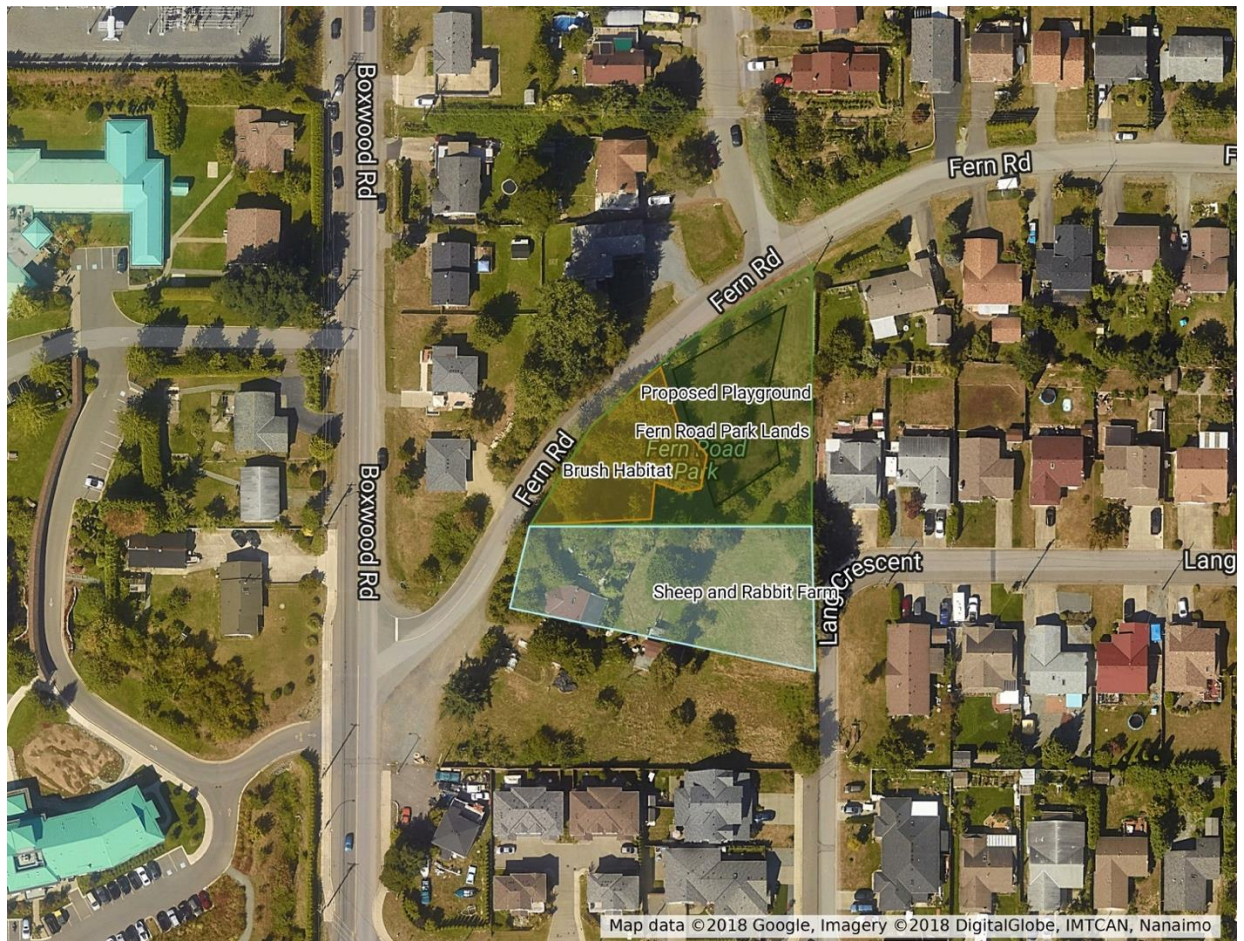 Boxwood Rd
Fern Rd
F
Fern Rd
Proposed Playground
Fern Road Park Lands
Fern Road
Park
Brush Habitat
Fern Rd
Boxwood Rd
Lang Crescent
Lang
Sheep and Rabbit Farm
Map data ©2018 Google, Imagery ©2018 DigitalGlobe, IMTCAN, Nanaimo